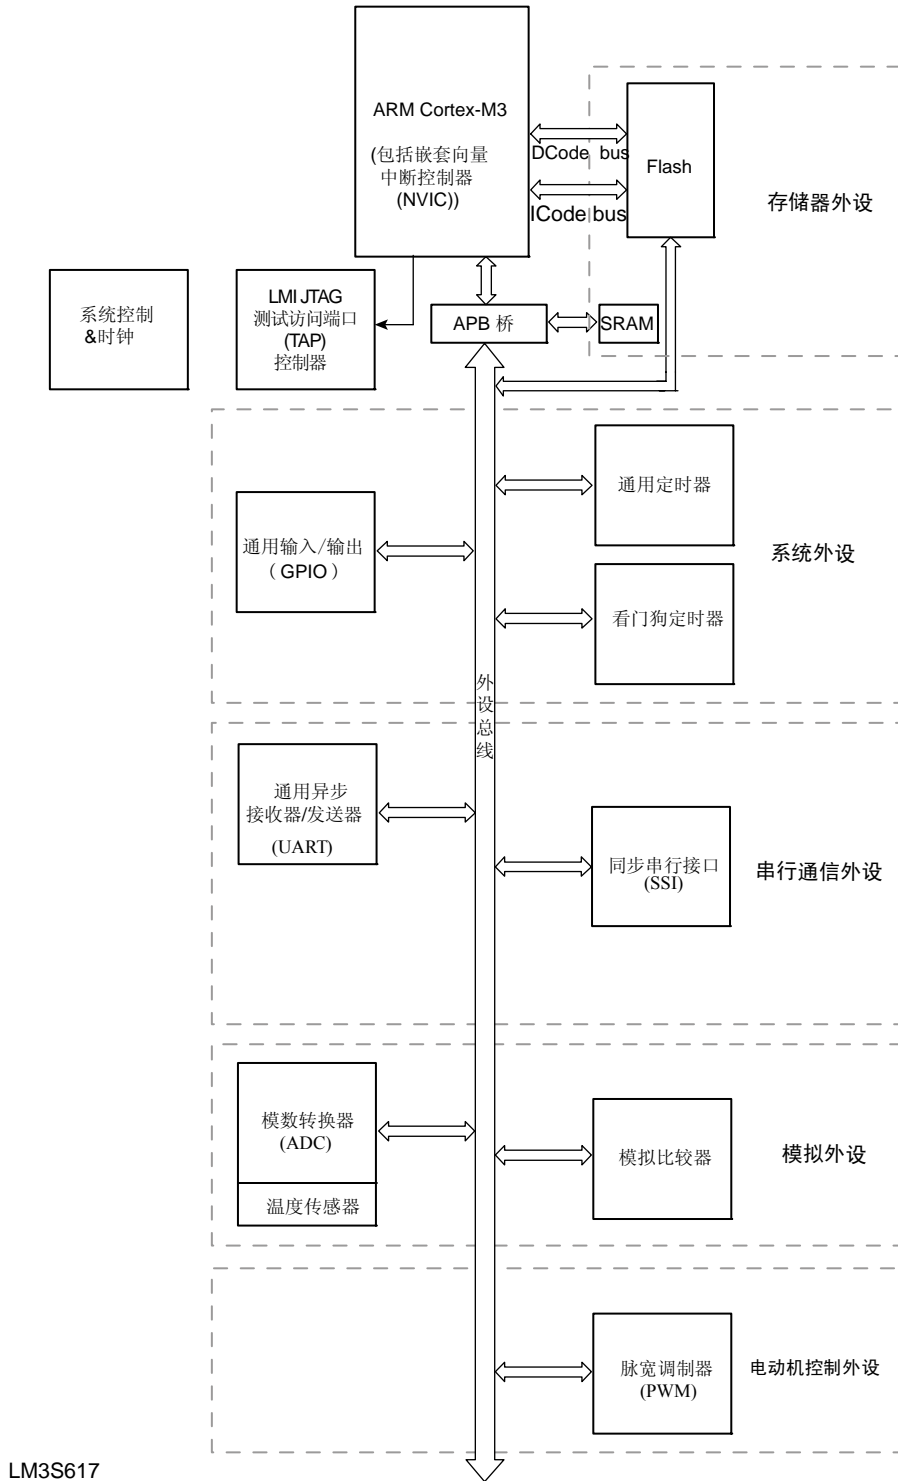 ARM Cortex-M3
(包括嵌套向量
中断控制器
(NVIC))
DCode bus
ICode bus
Flash
存储器外设
系统控制
&时钟
LMI JTAG
测试访问端口
(TAP)
控制器
APB 桥
SRAM
通用定时器
通用输入/输出
(GPIO)
系统外设
看门狗定时器
外
设
总
线
通用异步
接收器/发送器
(UART)
同步串行接口
(SSI)
串行通信外设
模数转换器
(ADC)
温度传感器
模拟比较器
模拟外设
脉宽调制器
(PWM)
电动机控制外设
LM3S617